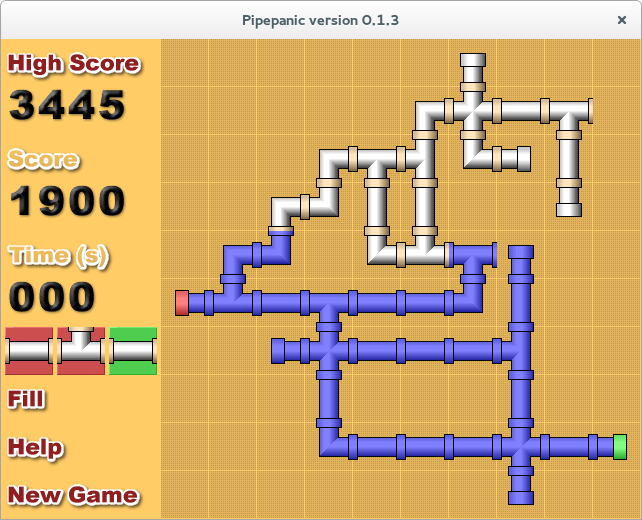 Pipepanic version 0.1.3
High Score
3445
Score
1900
Time (s)
000
Fill
Help
New Game